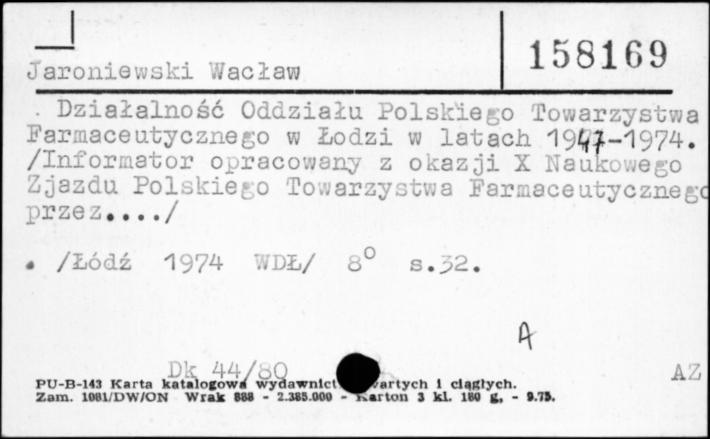 158169
Jaroniewski Wacław
. Działalność Oddziału Polskiego Towarzystwa
Farmaceutycznego w Łodzi w latach 1947-1974.
/Informator opracowany z okazji X Naukowego
Zjazdu Polskiego Towarzystwa Farmaceutycznego
przez..../
. /Łódź 1974 WDŁ/ 8° s.32.
A
Dk 44/80
AZ
PU-B-143 Karta katalogowa wydawnict wartych i ciągłych.
Zam. 1081/DW/ON Wrak 888 - 2.385.000 - Karton 3 kl. 180 g. - 9.75.